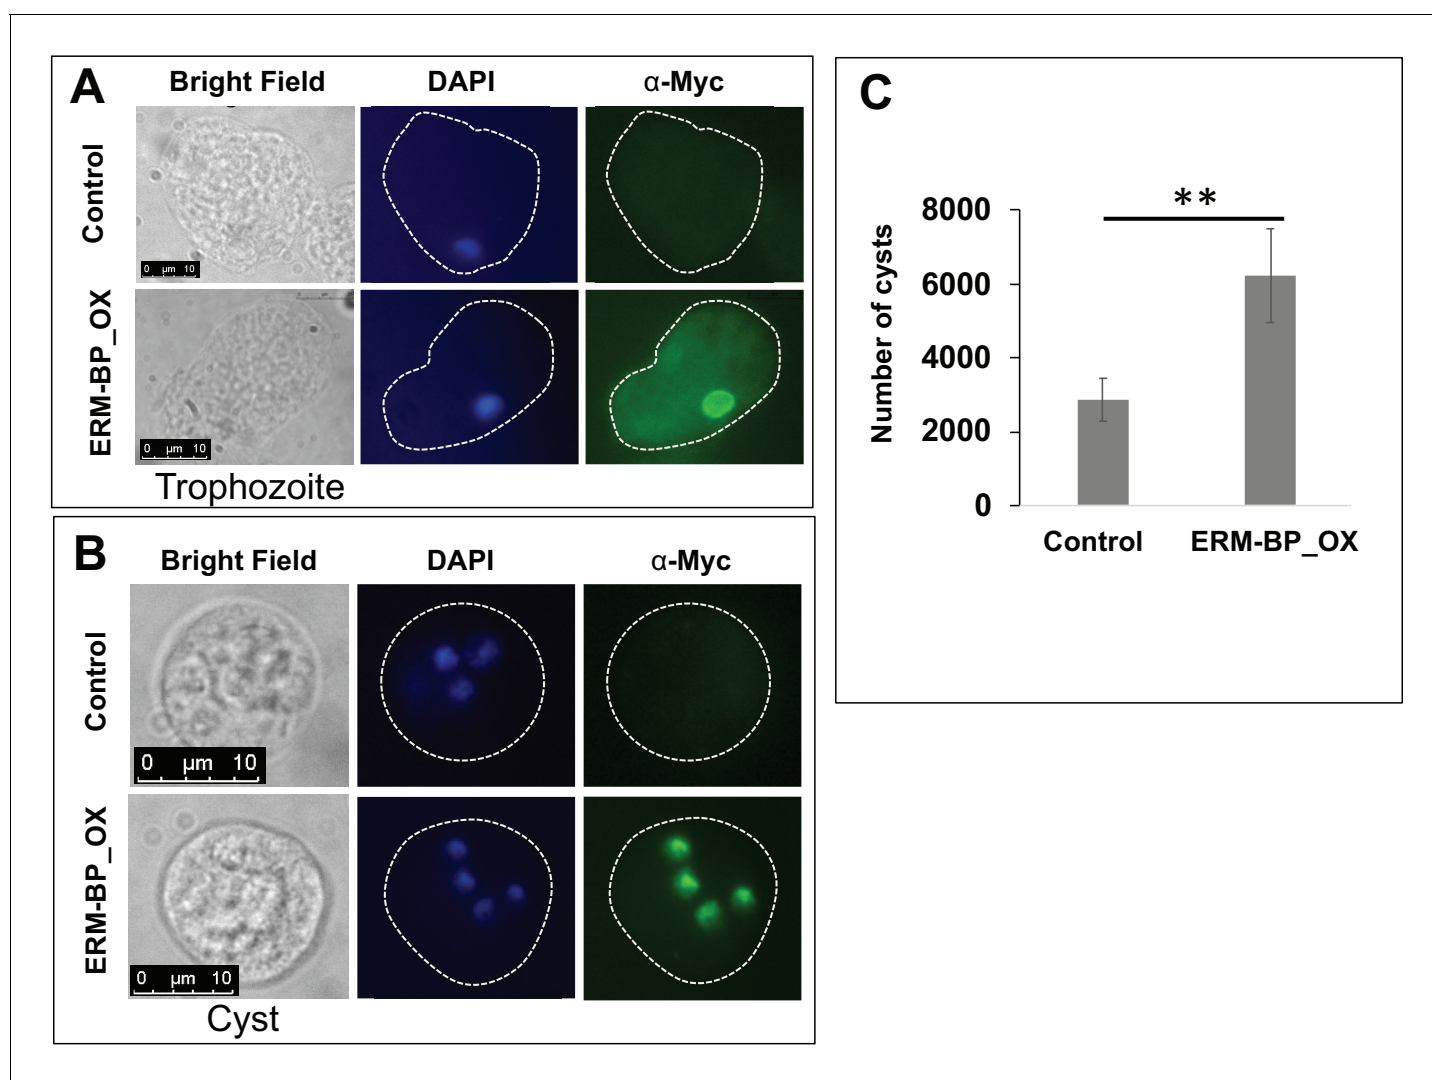 A
Bright Field DAPI α-Myc
Control
0 µm 10
ERM-BP_OX
0 µm 10
Trophozoite
B
Bright Field DAPI α-Myc
Control
0 µm 10
ERM-BP_OX
0 µm 10
Cyst
C
**
Number of cysts
8000
6000
4000
2000
0
Control ERM-BP_OX